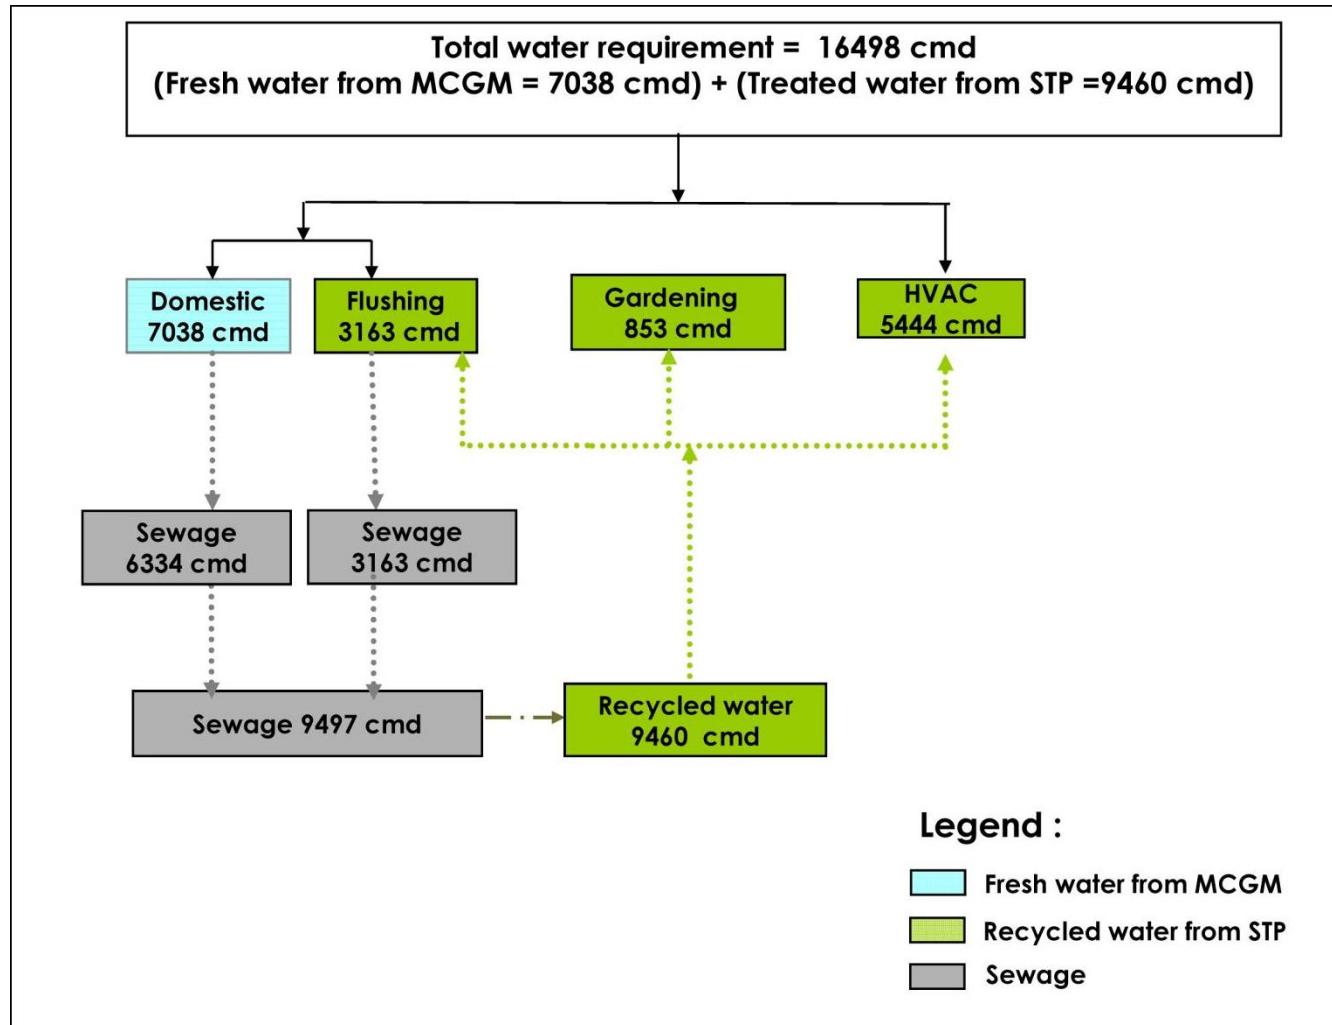 Total water requirement = 16498 cmd
(Fresh water from MCGM = 7038 cmd) + (Treated water from STP =9460 cmd)
Domestic
7038 cmd
Flushing
3163 cmd
Gardening
853 cmd
HVAC
5444 cmd
Sewage
6334 cmd
Sewage
3163 cmd
Sewage 9497 cmd
Recycled water
9460 cmd
Legend :
Fresh water from MCGM
Recycled water from STP
Sewage